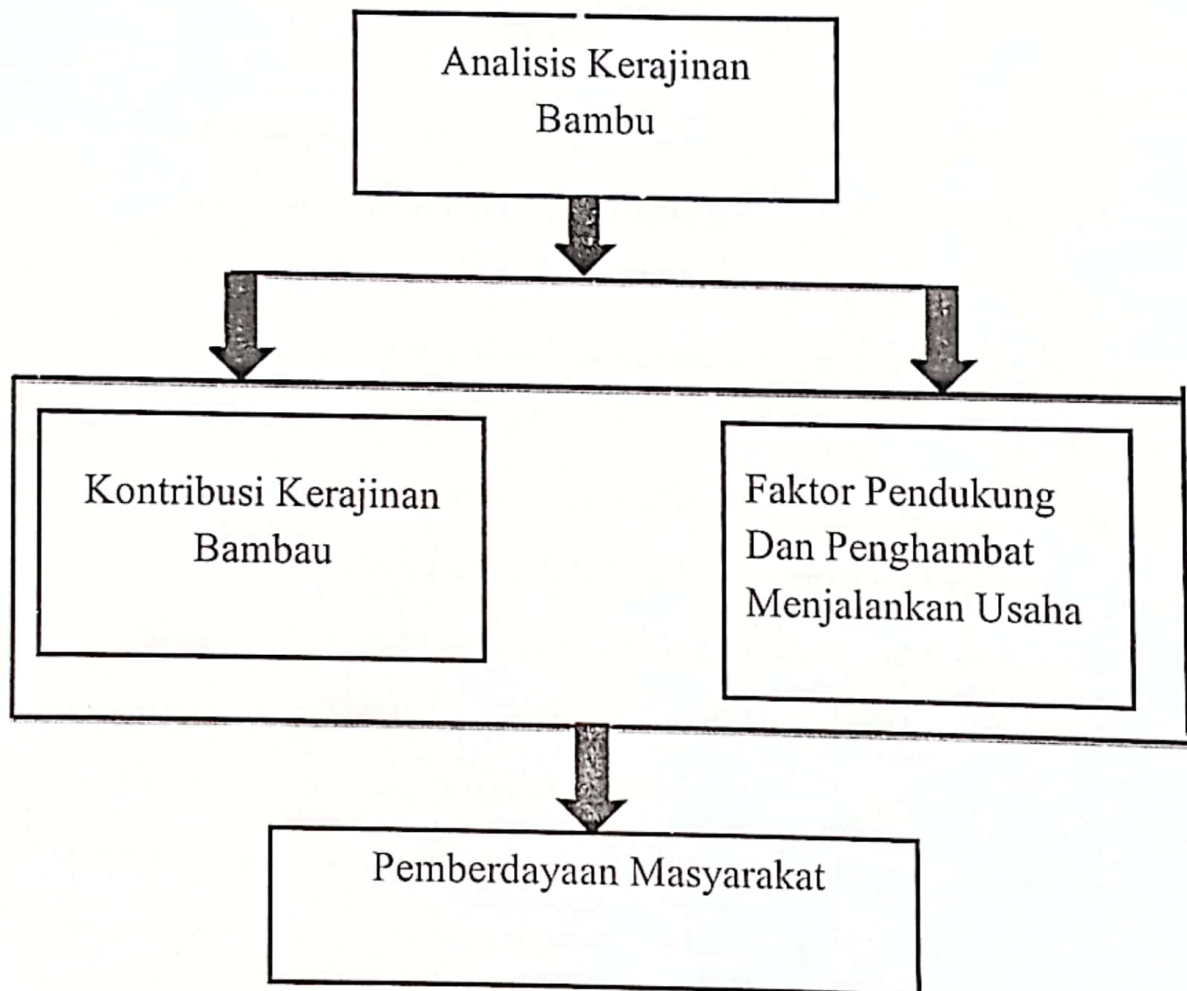 Analisis Kerajinan
Bambu
Kontribusi Kerajinan
Bambau
Faktor Pendukung
Dan Penghambat
Menjalankan Usaha
Pemberdayaan Masyarakat